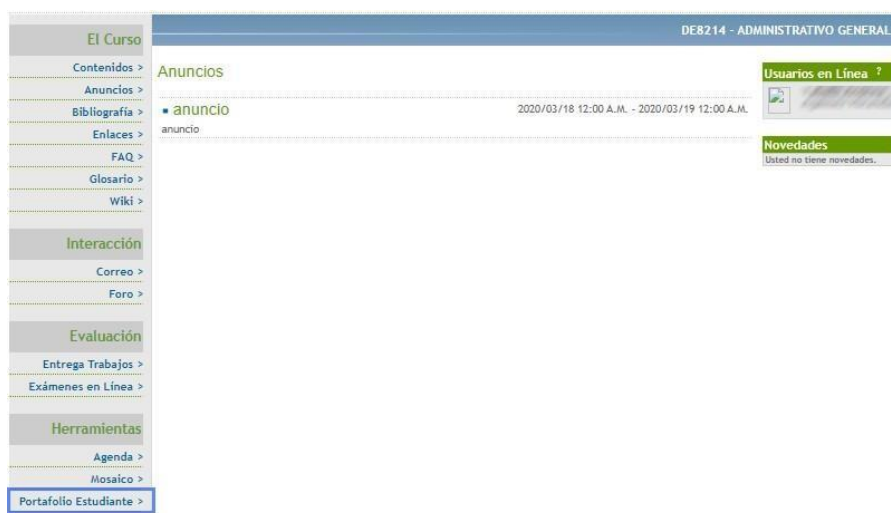 DE8214 - ADMINISTRATIVO GENERAL
El Curso
Contenidos >
Anuncios >
Bibliografía >
Enlaces >
FAQ >
Glosario >
Wiki >
Interacción
Correo >
Foro >
Evaluación
Entrega Trabajos >
Exámenes en Línea >
Herramientas
Agenda >
Mosaico >
Portafolio Estudiante >
Anuncios
anuncio 2020/03/18 12:00 A.M. - 2020/03/19 12:00 A.M.
anuncio
Usuarios en Línea ?
Novedades
Usted no tiene novedades.